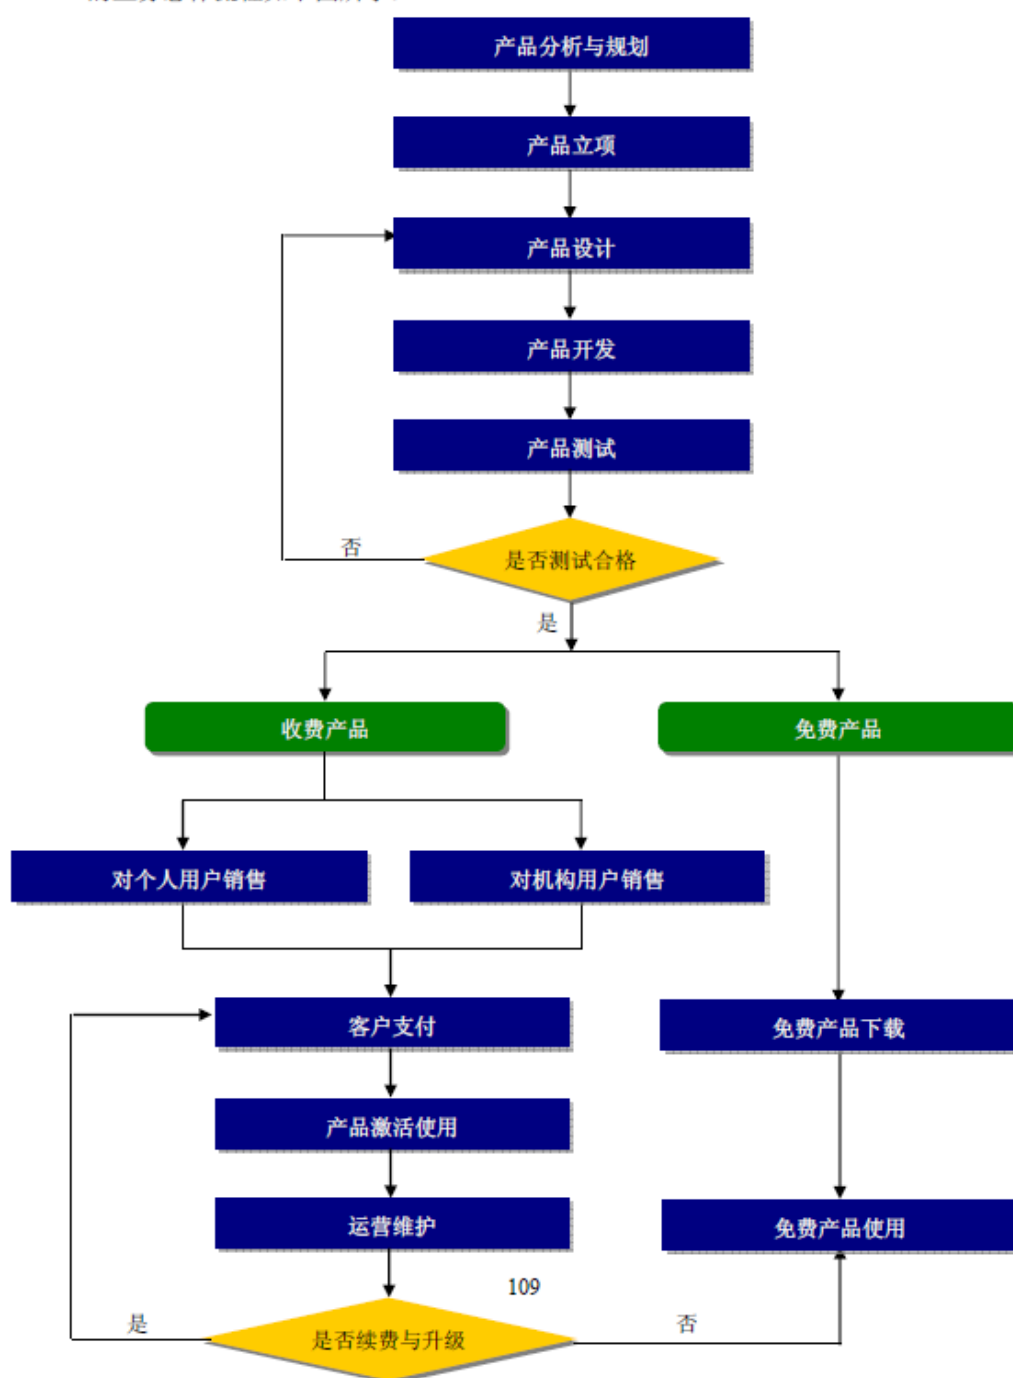 产品分析与规划
产品立项
产品设计
产品开发
产品测试
否
是否测试合格
是
收费产品
免费产品
对个人用户销售
对机构用户销售
客户支付
免费产品下载
产品激活使用
运营维护
免费产品使用
109
是
是否续费与升级
否